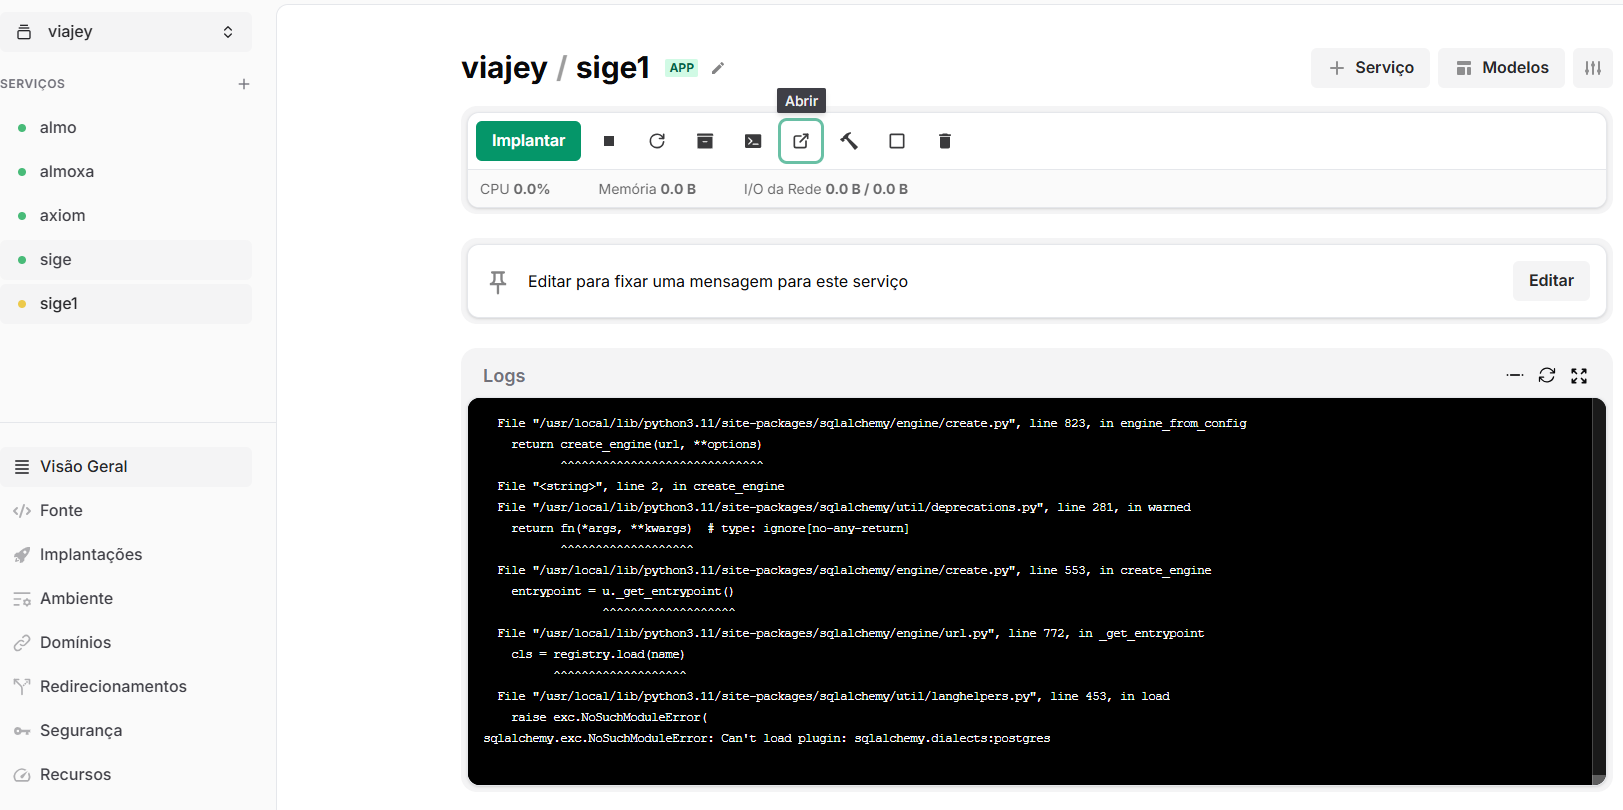 viajey
SERVIÇOS
almo
almoxa
axiom
sige
sige1
Visão Geral
Fonte
Implantações
Ambiente
Domínios
Redirecionamentos
Segurança
Recursos
viajey / sige1 APP
Serviço
Modelos
Abrir
Implantar
CPU 0.0%
Memória 0.0 B
I/O da Rede 0.0 B / 0.0 B
Editar para fixar uma mensagem para este serviço
Editar
Logs
File "/usr/local/lib/python3.11/site-packages/sqlalchemy/engine/create.py", line 823, in engine_from_config
return create_engine(url, **options)
^^^^^^^^^^^^^^^^^^^^^^^^^^^^^
File "<string>", line 2, in create_engine
File "/usr/local/lib/python3.11/site-packages/sqlalchemy/util/deprecations.py", line 281, in warned
return fn(*args, **kwargs)  # type: ignore[no-any-return]
^^^^^^^^^^^^^^^^^^^
File "/usr/local/lib/python3.11/site-packages/sqlalchemy/engine/create.py", line 553, in create_engine
entrypoint = u._get_entrypoint()
^^^^^^^^^^^^^^^^^^^
File "/usr/local/lib/python3.11/site-packages/sqlalchemy/engine/url.py", line 772, in _get_entrypoint
cls = registry.load(name)
^^^^^^^^^^^^^^^^^^^
File "/usr/local/lib/python3.11/site-packages/sqlalchemy/util/langhelpers.py", line 453, in load
raise exc.NoSuchModuleError(
sqlalchemy.exc.NoSuchModuleError: Can't load plugin: sqlalchemy.dialects:postgres